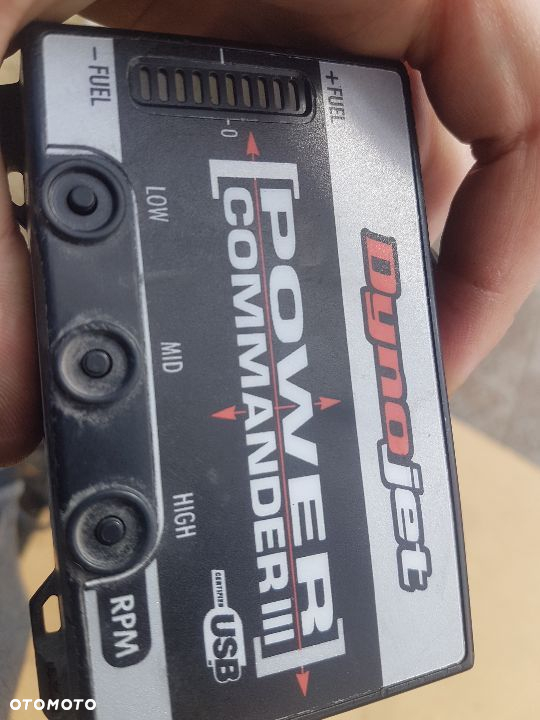 - FUEL
+ FUEL
0
Dynojet
[POWER]
COMMANDER III
CERTIFIED
USB
LOW
MID
HIGH
RPM
OTOMOTO